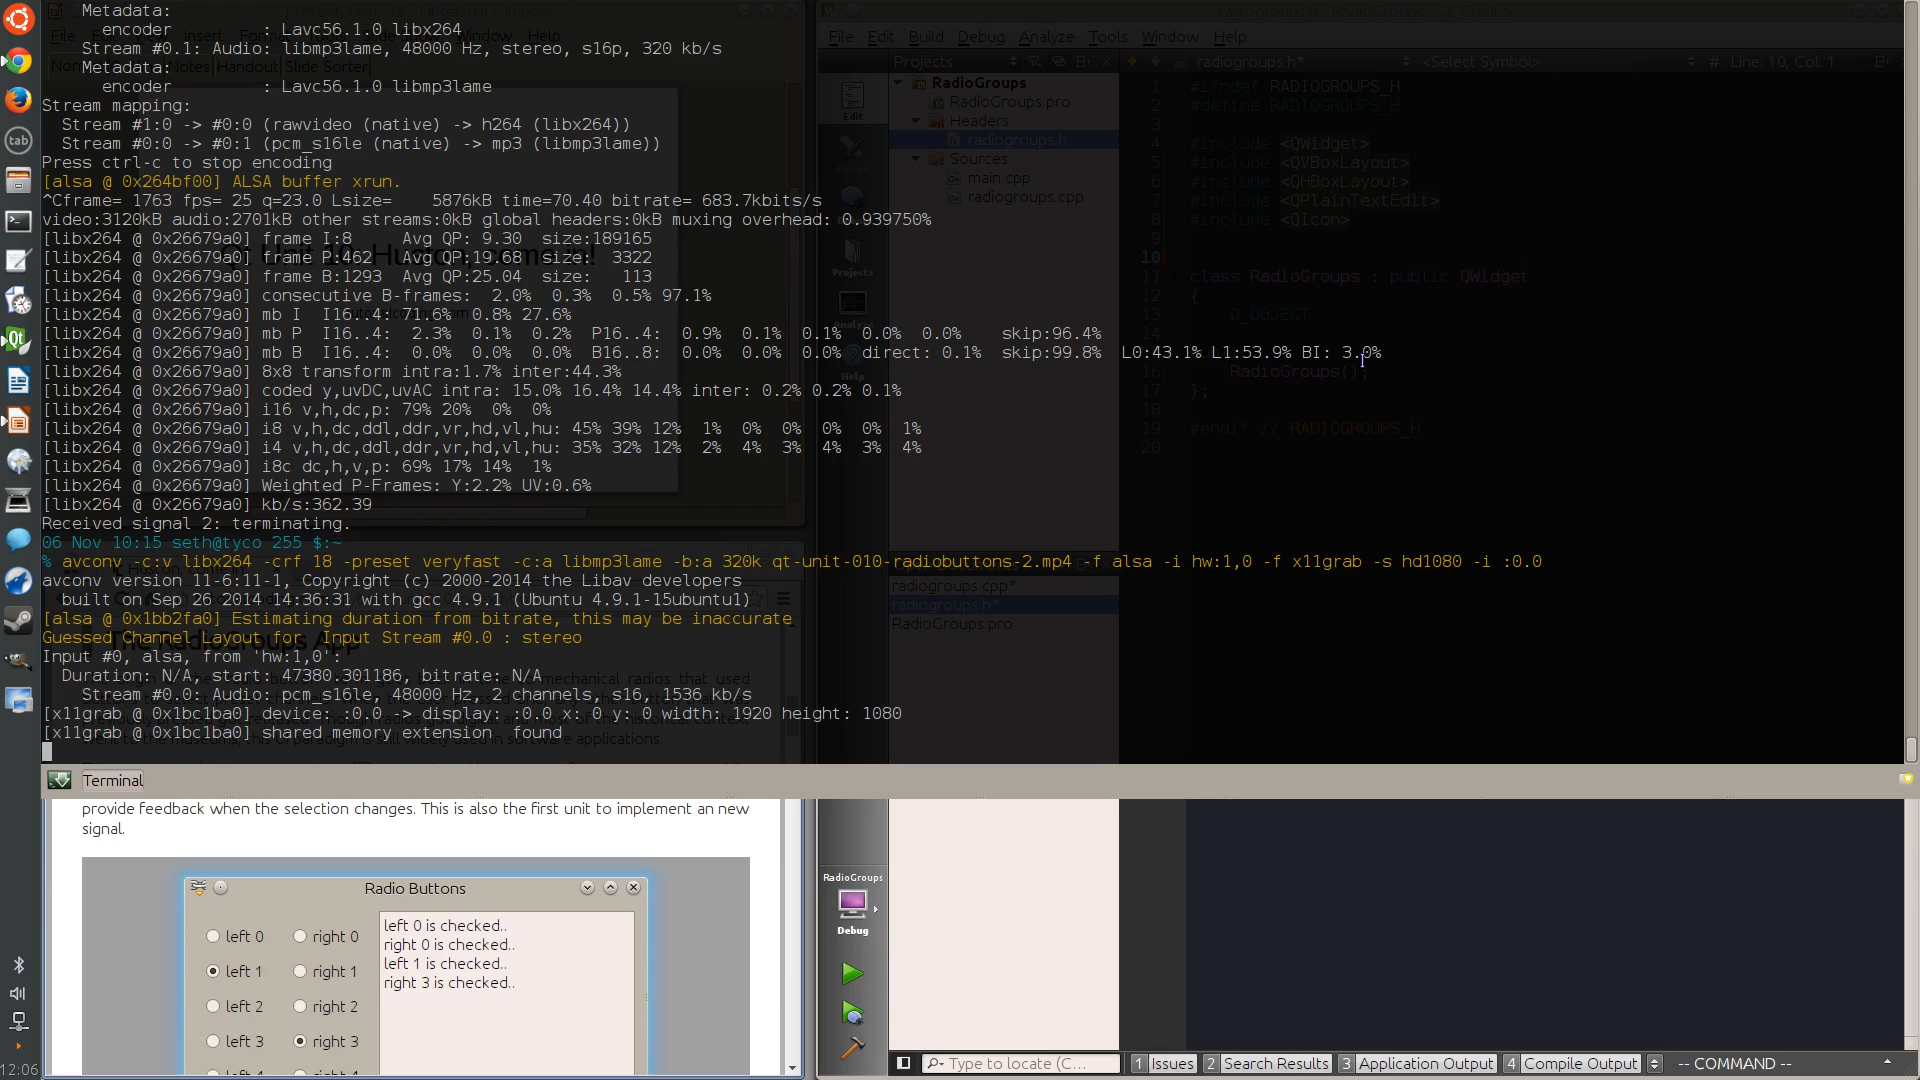 Metadata:
encoder : Lavc56.1.0 libx264
Stream #0.1: Audio: libmp3lame, 48000 Hz, stereo, s16p, 320 kb/s
Metadata:
encoder : Lavc56.1.0 libmp3lame
Stream mapping:
Stream #1:0 -> #0:0 (rawvideo (native) -> h264 (libx264))
Stream #0:0 -> #0:1 (pcm_s16le (native) -> mp3 (libmp3lame))
Press ctrl-c to stop encoding
[alsa @ 0x264bf00] ALSA buffer xrun.
^Cframe= 1763 fps= 25 q=23.0 Lsize= 5876kB time=70.40 bitrate= 683.7kbits/s
video:3120kB audio:2701kB other streams:0kB global headers:0kB muxing overhead: 0.939750%
[libx264 @ 0x26679a0] frame I:8 Avg QP: 9.30 size:189165
[libx264 @ 0x26679a0] frame P:462 Avg QP:19.68 size: 3322
[libx264 @ 0x26679a0] frame B:1293 Avg QP:25.04 size: 113
[libx264 @ 0x26679a0] consecutive B-frames: 2.0% 0.3% 0.5% 97.1%
[libx264 @ 0x26679a0] mb I I16..4: 71.6% 0.8% 27.6%
[libx264 @ 0x26679a0] mb P I16..4: 2.3% 0.1% 0.2% P16..4: 0.9% 0.1% 0.1% 0.0% 0.0% skip:96.4%
[libx264 @ 0x26679a0] mb B I16..4: 0.0% 0.0% 0.0% B16..8: 0.0% 0.0% 0.0% direct: 0.1% skip:99.8% L0:43.1% L1:53.9% BI: 3.0%
[libx264 @ 0x26679a0] 8x8 transform intra:1.7% inter:44.3%
[libx264 @ 0x26679a0] coded y,uvDC,uvAC intra: 15.0% 16.4% 14.4% inter: 0.2% 0.2% 0.1%
[libx264 @ 0x26679a0] i16 v,h,dc,p: 79% 20% 0% 0%
[libx264 @ 0x26679a0] i8 v,h,dc,ddl,ddr,vr,hd,vl,hu: 45% 39% 12% 1% 0% 0% 0% 0% 1%
[libx264 @ 0x26679a0] i4 v,h,dc,ddl,ddr,vr,hd,vl,hu: 35% 32% 12% 2% 4% 3% 4% 3% 4%
[libx264 @ 0x26679a0] i8c dc,h,v,p: 69% 17% 14% 1%
[libx264 @ 0x26679a0] Weighted P-Frames: Y:2.2% UV:0.6%
[libx264 @ 0x26679a0] kb/s:362.39
Received signal 2: terminating.
06 Nov 10:15 seth@tyco 255 $:~
% avconv -c:v libx264 -crf 18 -preset veryfast -c:a libmp3lame -b:a 320k qt-unit-010-radiobuttons-2.mp4 -f alsa -i hw:1,0 -f x11grab -s hd1080 -i :0.0
avconv version 11-6:11-1, Copyright (c) 2000-2014 the Libav developers
built on Sep 26 2014 14:36:31 with gcc 4.9.1 (Ubuntu 4.9.1-15ubuntu1)
[alsa @ 0x1bb2fa0] Estimating duration from bitrate, this may be inaccurate
Guessed Channel Layout for Input Stream #0.0 : stereo
Input #0, alsa, from 'hw:1,0':
Duration: N/A, start: 47380.301186, bitrate: N/A
Stream #0.0: Audio: pcm_s16le, 48000 Hz, 2 channels, s16, 1536 kb/s
[x11grab @ 0x1bc1ba0] device: :0.0 -> display: :0.0 x: 0 y: 0 width: 1920 height: 1080
[x11grab @ 0x1bc1ba0] shared memory extension found
Terminal
File Edit Build Debug Analyze Tools Window Help
Projects
radiogroups.h*
<Select Symbol>
# Line: 10, Col: 1
RadioGroups
RadioGroups.pro
Headers
radiogroups.h
Sources
main.cpp
radiogroups.cpp
Edit
Projects
Help
1 #ifndef RADIOGROUPS_H
2 #define RADIOGROUPS_H
3
4 #include <QWidget>
5 #include <QVBoxLayout>
6 #include <QHBoxLayout>
7 #include <QPlainTextEdit>
8 #include <QIcon>
9
10
11 class RadioGroups : public QWidget
12 {
13 Q_OBJECT
14
16 RadioGroups();
17 };
18
19 #endif // RADIOGROUPS_H
20
radiogroups.cpp*
radiogroups.h*
RadioGroups.pro
The RadioGroups App
provide feedback when the selection changes. This is also the first unit to implement an new
signal.
Radio Buttons
left 0 right 0
left 1 right 1
left 2 right 2
left 3 right 3
left 0 is checked..
right 0 is checked..
left 1 is checked..
right 3 is checked..
RadioGroups
Debug
Type to locate (C...
1 Issues 2 Search Results 3 Application Output 4 Compile Output
-- COMMAND --
tab
Qt
12:06